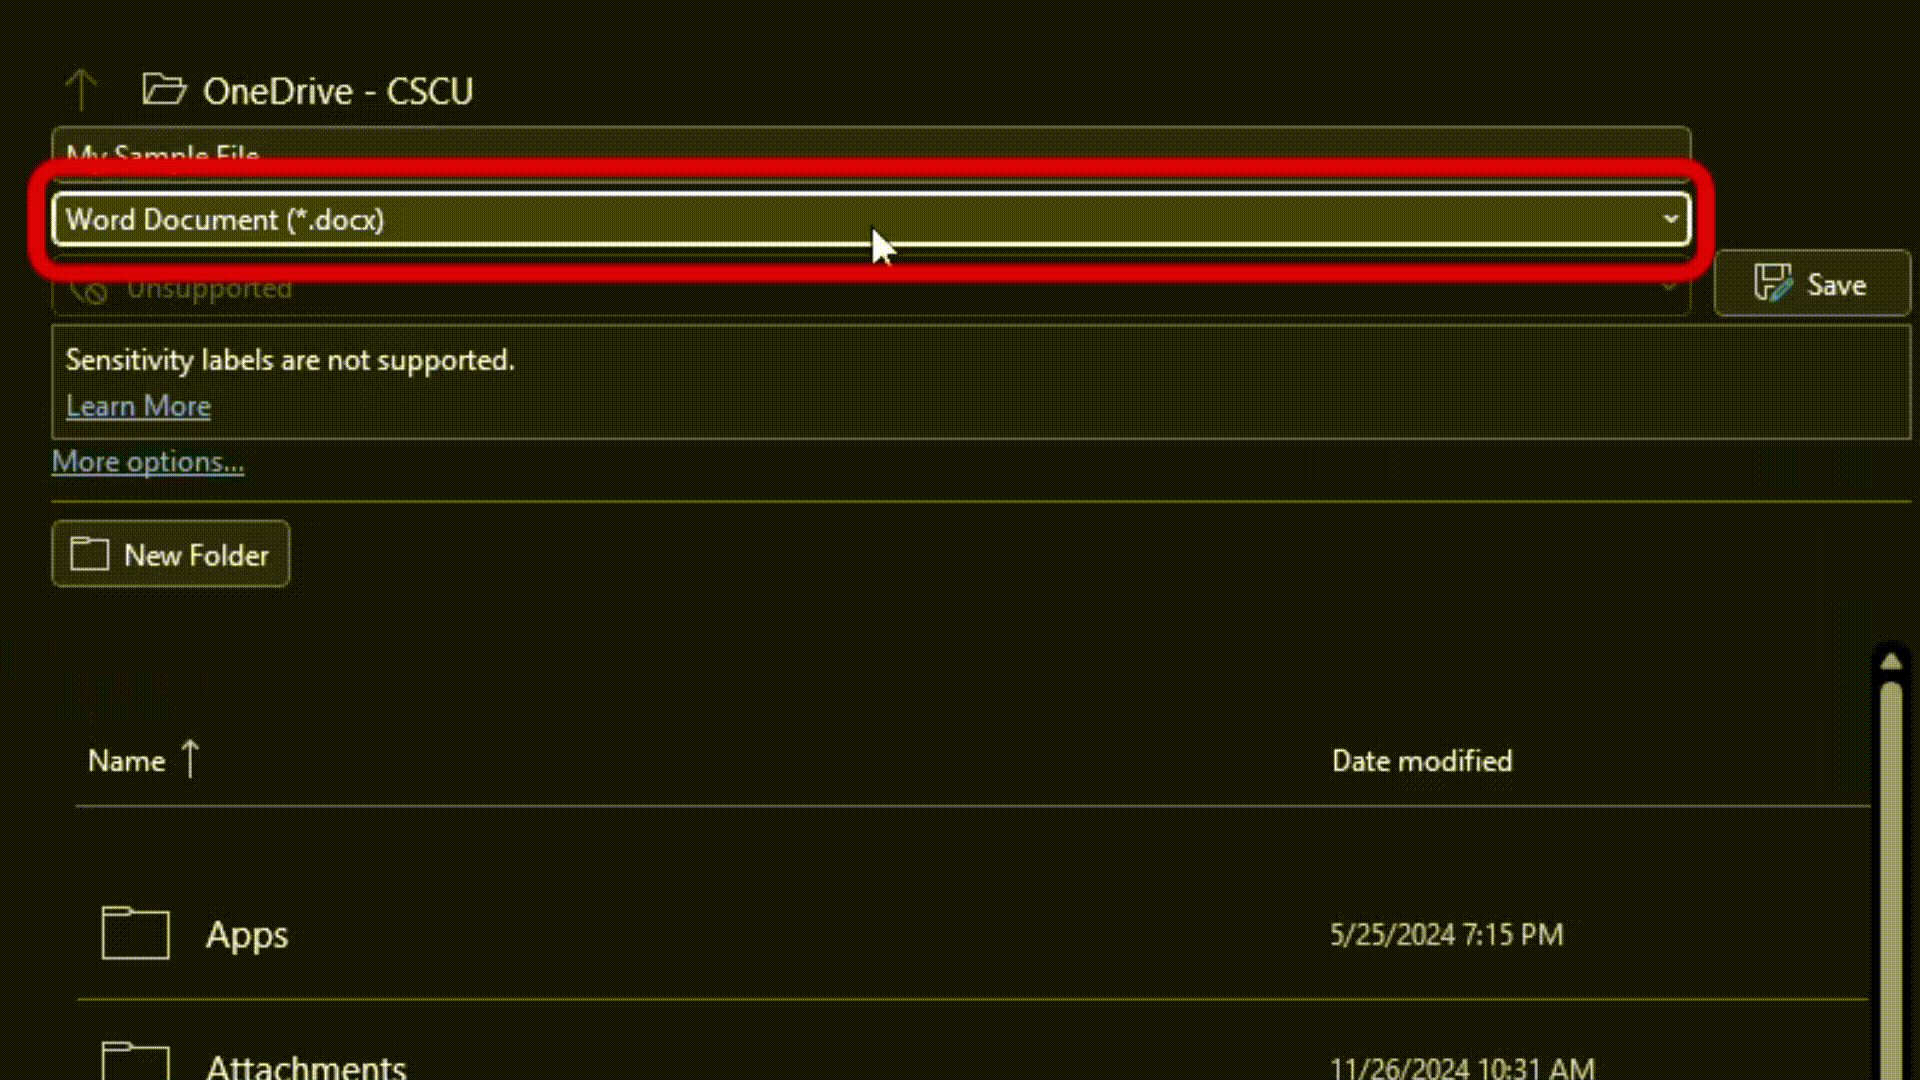 OneDrive - CSCU
My Sample File
Word Document (*.docx)
Unsupported
Save
Sensitivity labels are not supported.
Learn More
More options...
New Folder
Name Date modified
Apps 5/25/2024 7:15 PM
Attachments 11/26/2024 10:31 AM